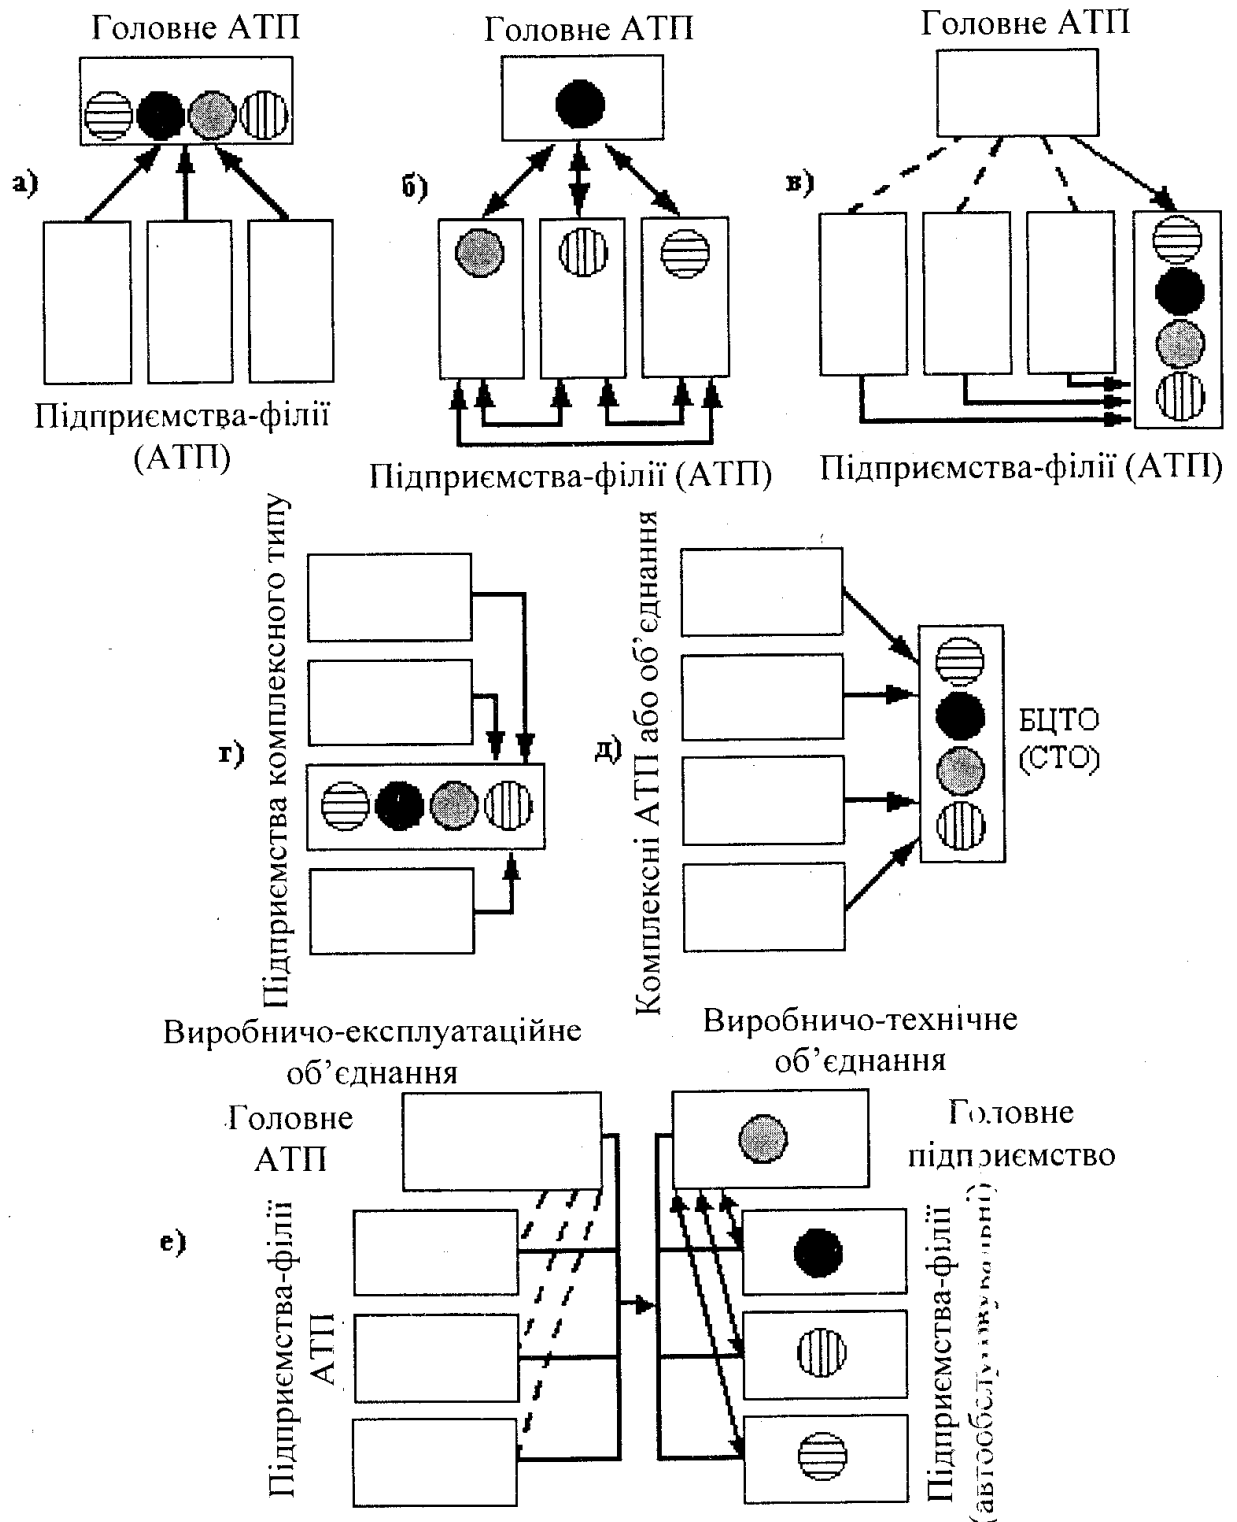 Головне АТП
Головне АТП
Головне АТП
а)
б)
в)
Підприємства-філії
(АТП)
Підприємства-філії (АТП)
Підприємства-філії (АТП)
Підприємства комплексного типу
г)
Комплексні АТП або об’єднання
д)
БЦТО
(СТО)
Виробничо-експлуатаційне
об’єднання
Виробничо-технічне
об’єднання
Головне
АТП
Головне
підприємство
е)
Підприємства-філії
АТП
Підприємства-філії
(автообслуговувальні)